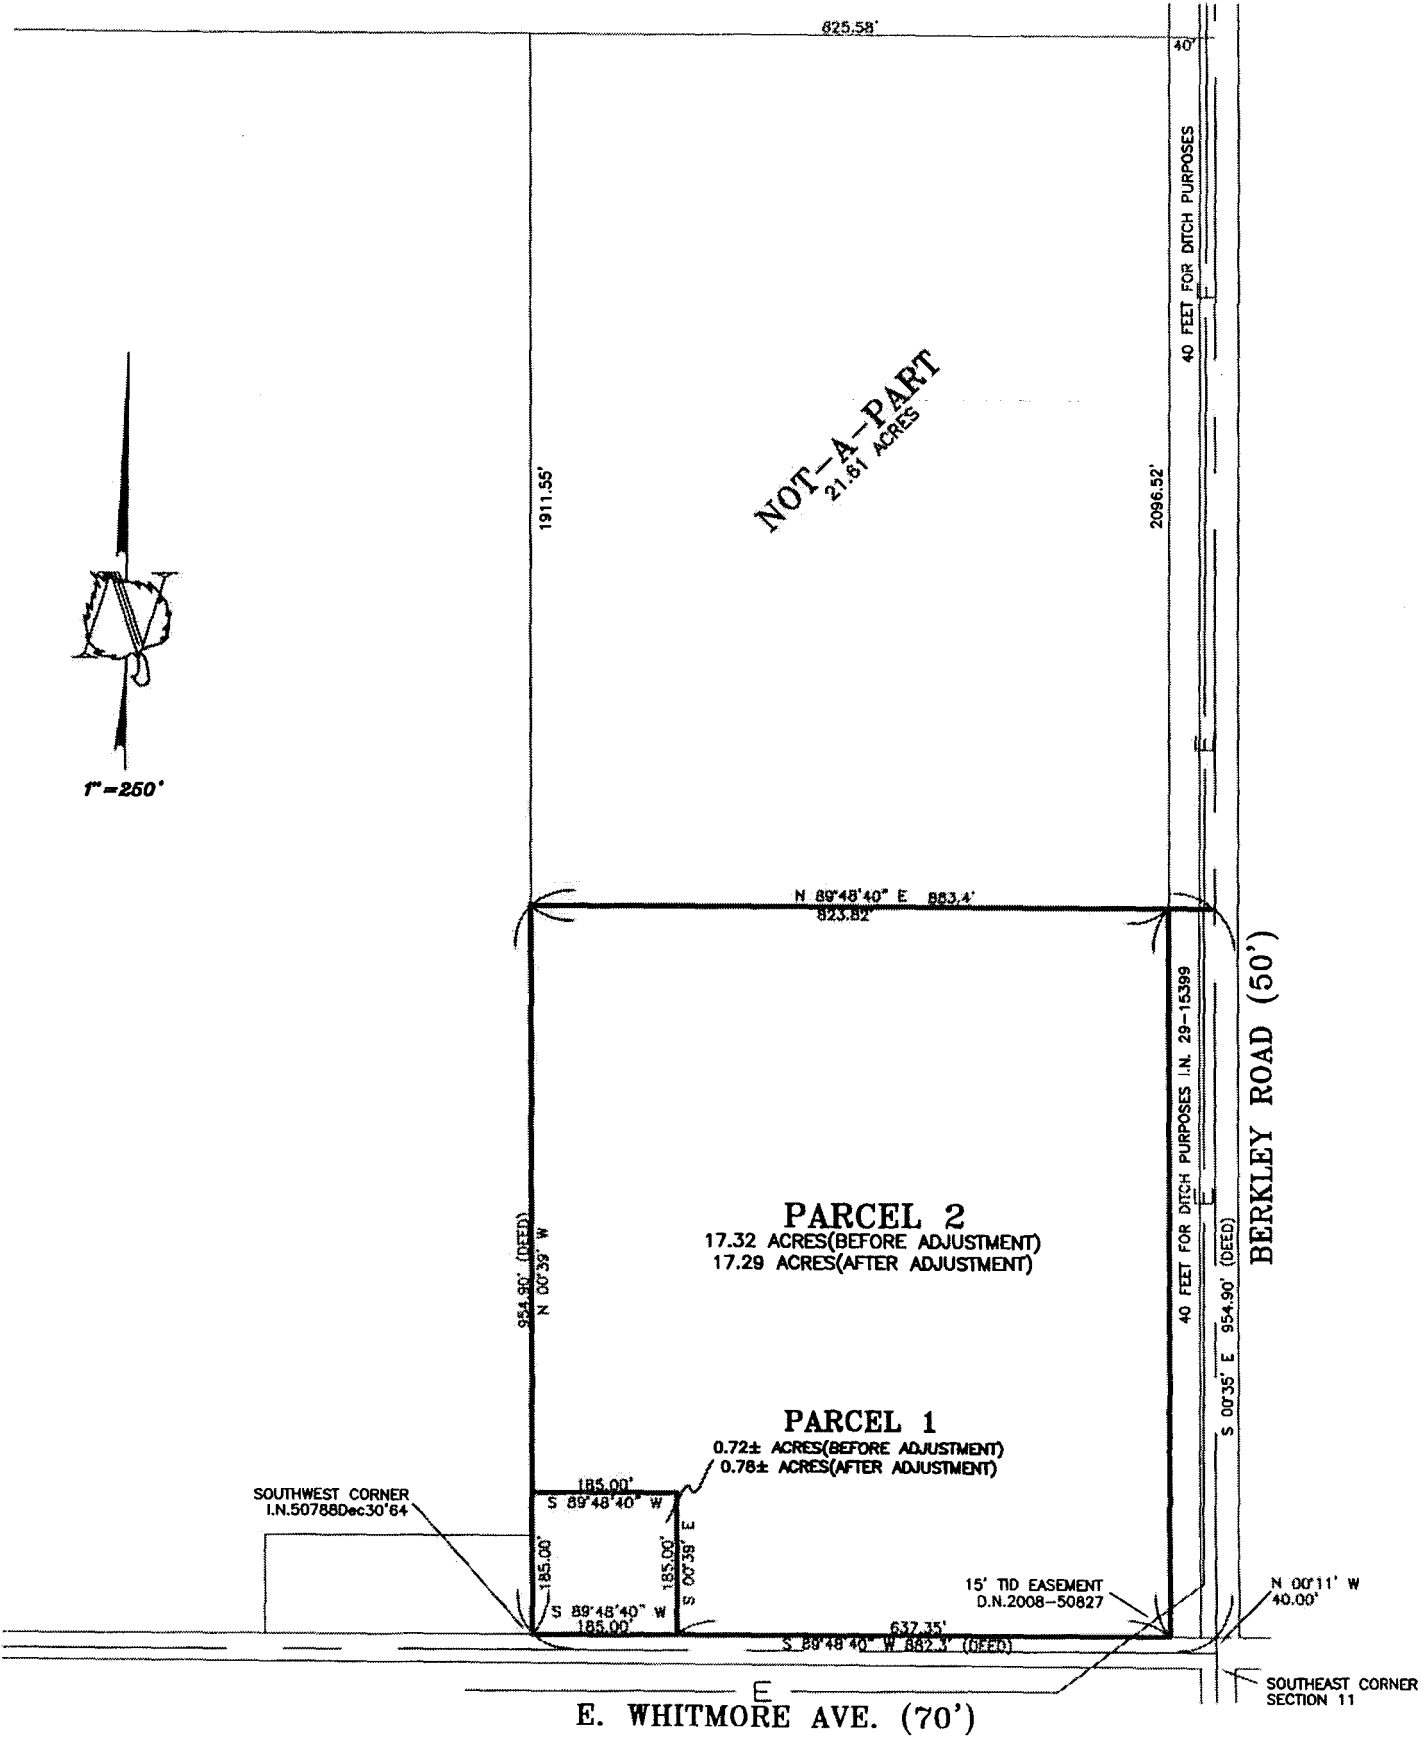 825.58'
40'
40 FEET FOR DITCH PURPOSES
E
NOT-A-PART
21.61 ACRES
1911.55'
2096.52'
N
1"=250'
E
N 89°48'40" E 883.4'
823.82'
BERKLEY ROAD (50')
40 FEET FOR DITCH PURPOSES I.N. 29-15399
E
PARCEL 2
17.32 ACRES(BEFORE ADJUSTMENT)
17.29 ACRES(AFTER ADJUSTMENT)
954.90' (DEED)
N 00°39' W
S 00°35' E 954.90' (DEED)
PARCEL 1
0.72± ACRES(BEFORE ADJUSTMENT)
0.78± ACRES(AFTER ADJUSTMENT)
185.00'
S 89°48'40" W
SOUTHWEST CORNER
I.N.50788Dec30'64
185.00'
185.00'
S 00°39' E
S 89°48'40" W
185.00'
15' TID EASEMENT
D.N.2008-50827
N 00°11' W
40.00'
637.35'
S 89°48'40" W 882.3' (DEED)
E
E. WHITMORE AVE. (70')
SOUTHEAST CORNER
SECTION 11